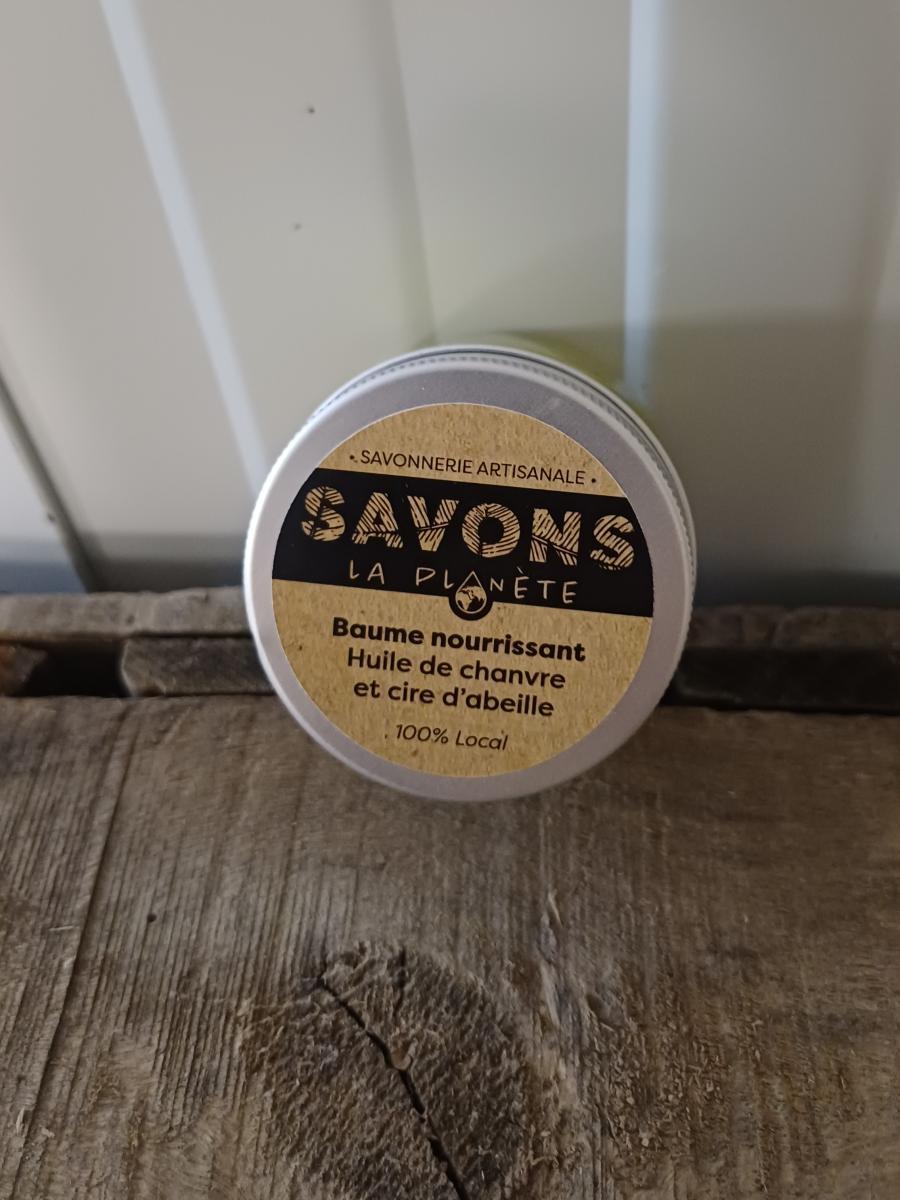 • SAVONNERIE ARTISANALE •
SAVONS
LA PLANÈTE
Baume nourrissant
Huile de chanvre
et cire d'abeille
100% Local